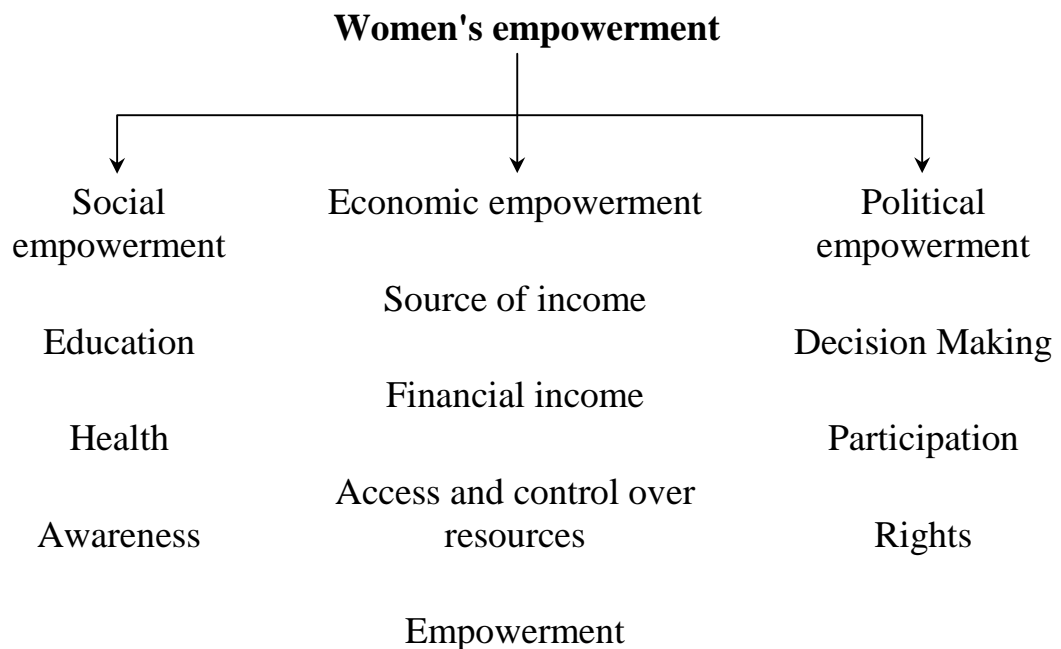 Women's empowerment
Social
empowerment
Education
Health
Awareness
Economic empowerment
Source of income
Financial income
Access and control over
resources
Empowerment
Political
empowerment
Decision Making
Participation
Rights